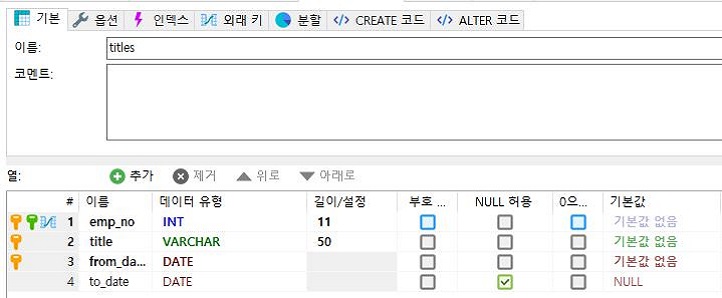 기본 옵션 인덱스 외래 키 분할 </> CREATE 코드 </> ALTER 코드
이름: titles
코멘트:
열: 추가 제거 위로 아래로
# 이름 데이터 유형 길이/설정 부호 ... NULL 허용 0으... 기본값
1 emp_no INT 11 기본값 없음
2 title VARCHAR 50 기본값 없음
3 from_da... DATE 기본값 없음
4 to_date DATE NULL